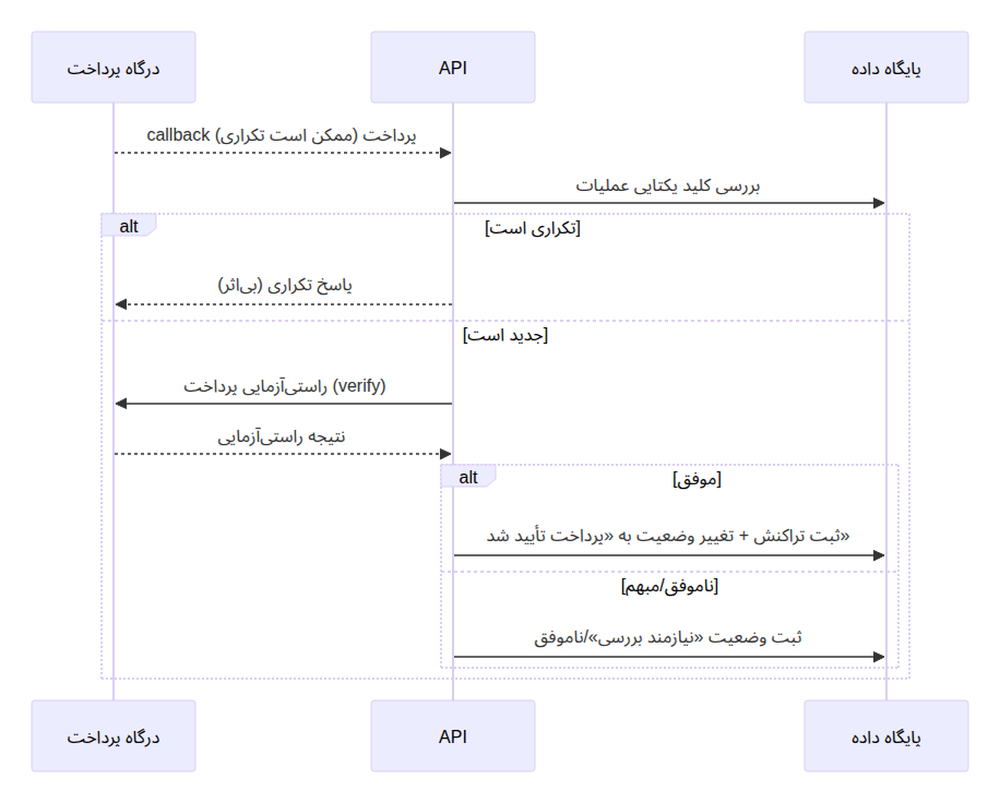 درگاه پرداخت
API
پایگاه داده
callback پرداخت (ممکن است تکراری)
بررسی کلید یکتایی عملیات
alt
[تکراری است]
پاسخ تکراری (بی‌اثر)
[جدید است]
راستی‌آزمایی پرداخت (verify)
نتیجه راستی‌آزمایی
alt
[موفق]
ثبت تراکنش + تغییر وضعیت به «پرداخت تأیید شد»
[ناموفق/مبهم]
ثبت وضعیت «نیازمند بررسی»/ناموفق
درگاه پرداخت
API
پایگاه داده